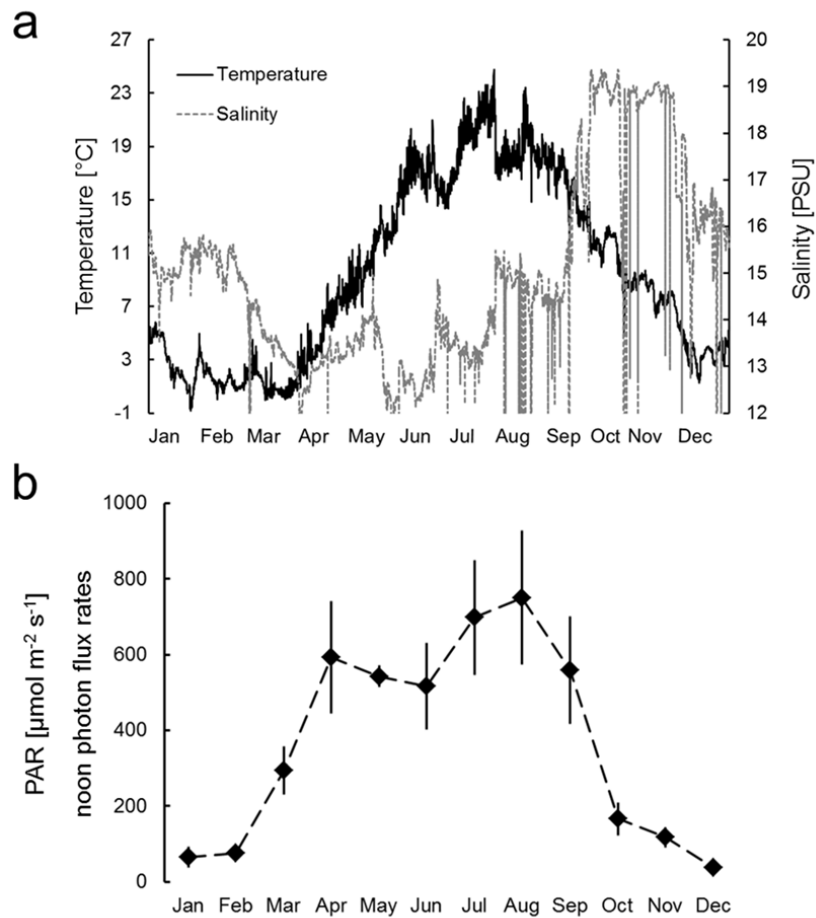 a
27
23
19
15
11
7
3
-1
Temperature [°C]
Temperature
Salinity
20
19
18
17
16
15
14
13
12
Salinity [PSU]
Jan Feb Mar Apr May Jun Jul Aug Sep Oct Nov Dec
b
1000
800
600
400
200
0
PAR [µmol m⁻² s⁻¹]
noon photon flux rates
Jan Feb Mar Apr May Jun Jul Aug Sep Oct Nov Dec